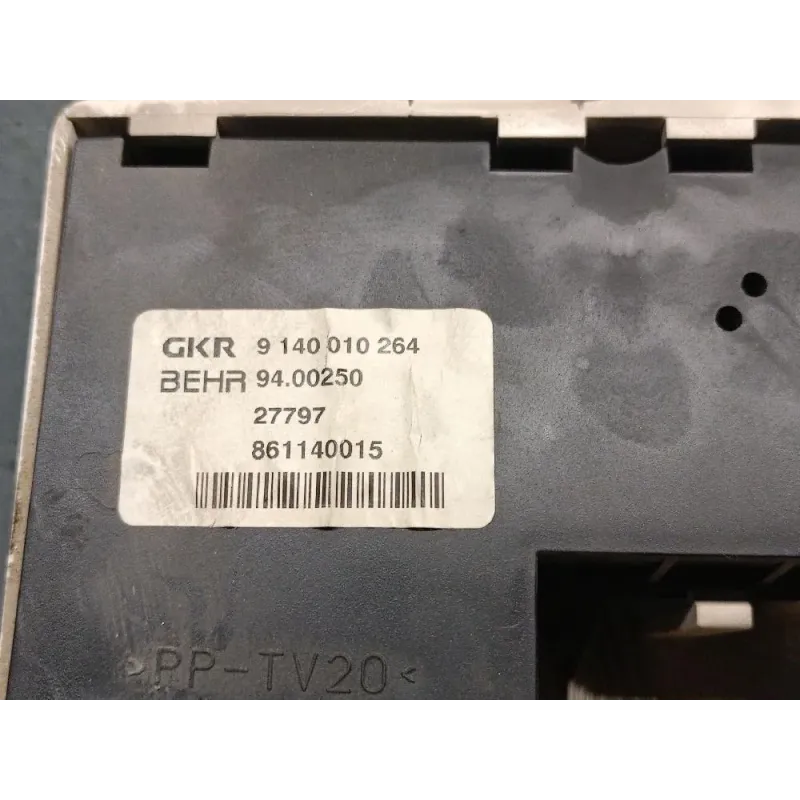 GKR 9 140 010 264
BEHR 94.00250
27797
861140015
>PP-TV20<